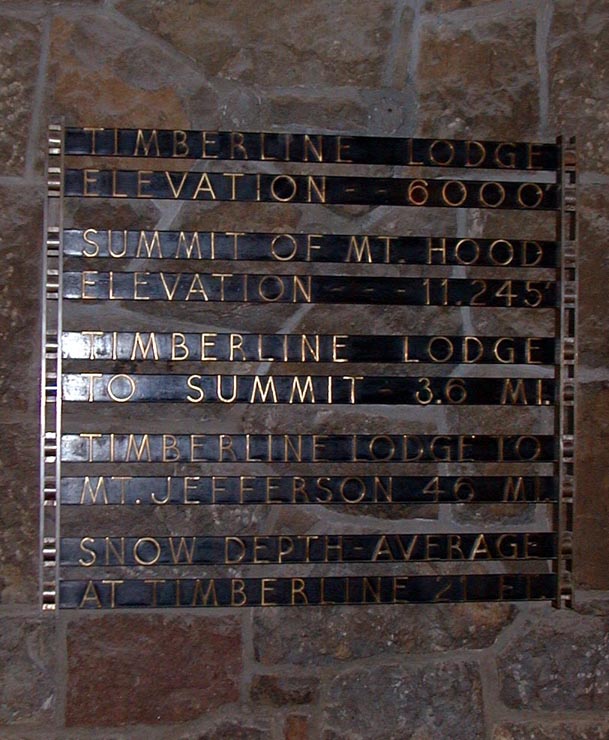 TIMBERLINE LODGE
ELEVATION - - 6000'
SUMMIT OF MT. HOOD
ELEVATION - - - 11.245'
TIMBERLINE LODGE
TO SUMMIT - 3.6 MI.
TIMBERLINE LODGE TO
MT. JEFFERSON 46 MI.
SNOW DEPTH - AVERAGE
AT TIMBERLINE 21 FT.